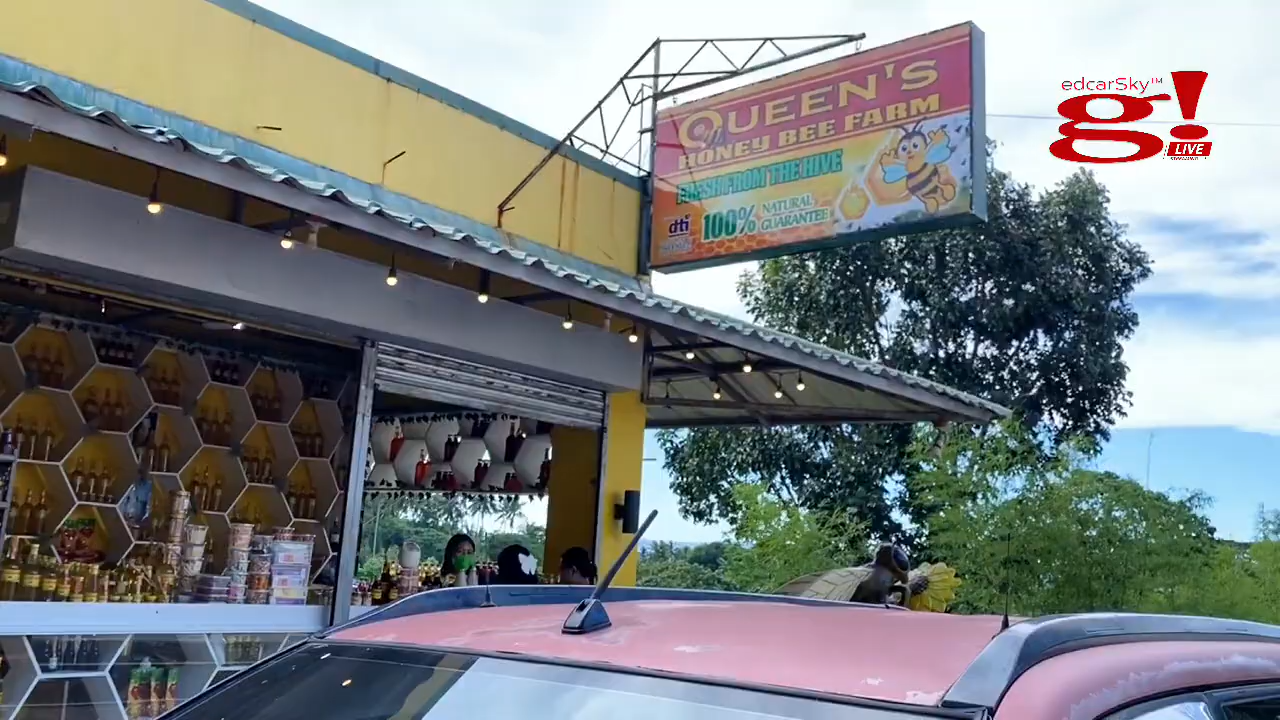 edcarSky™
g!
LIVE
QUEEN'S
HONEY BEE FARM
FRESH FROM THE HIVE
dti
100% NATURAL
GUARANTEE